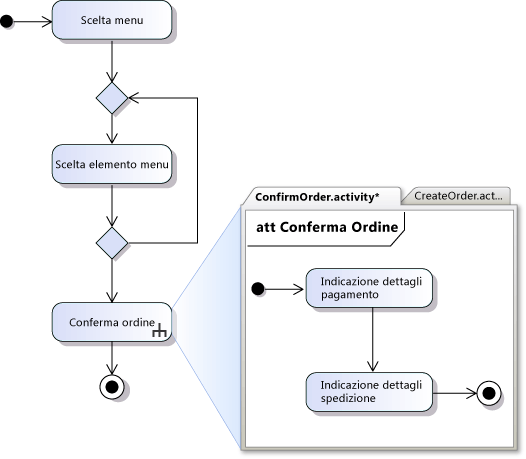 Scelta menu
Scelta elemento menu
Conferma ordine
ConfirmOrder.activity*
CreateOrder.act...
att Conferma Ordine
Indicazione dettagli
pagamento
Indicazione dettagli
spedizione